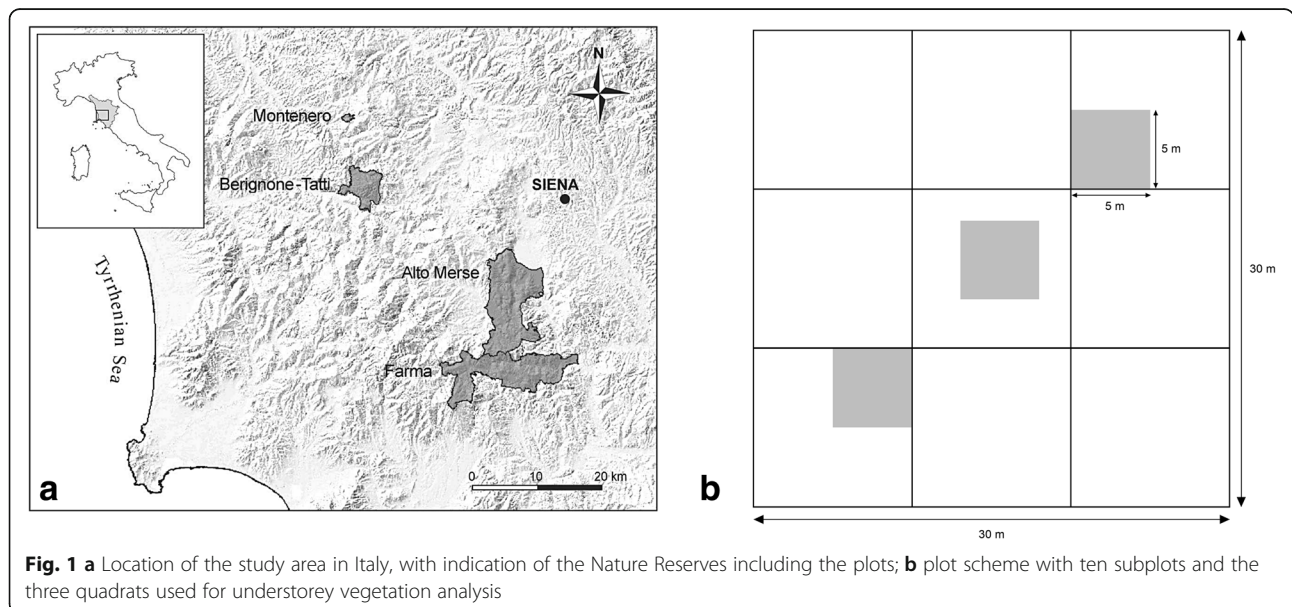 a
N
Montenero
Berignone-Tatti
SIENA
Alto Merse
Farma
Tyrrhenian Sea
0 10 20 km
b
5 m
5 m
30 m
30 m
Fig. 1 a Location of the study area in Italy, with indication of the Nature Reserves including the plots; b plot scheme with ten subplots and the
three quadrats used for understorey vegetation analysis